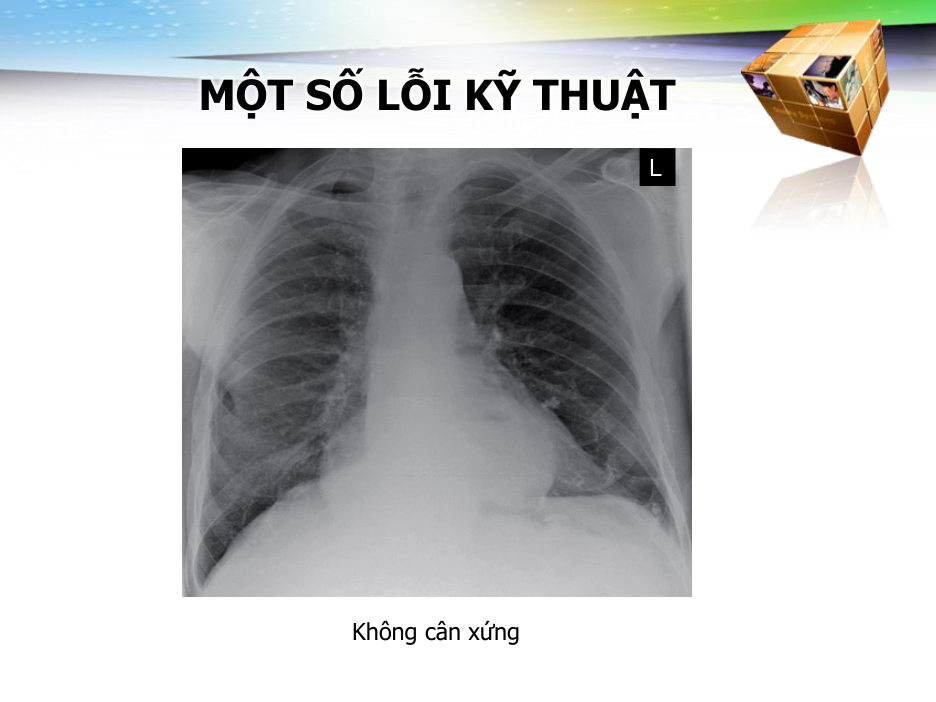 MỘT SỐ LỖI KỸ THUẬT
L
Không cân xứng